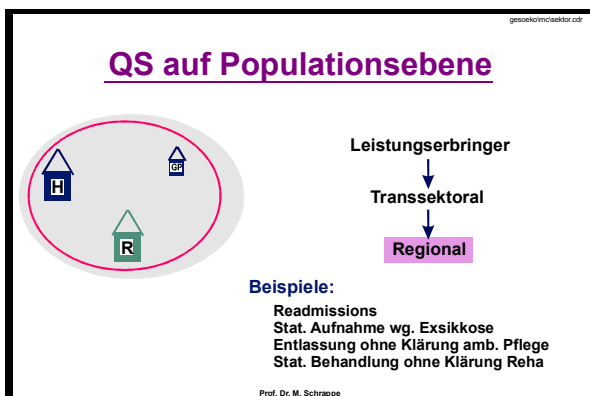 gesoeko\mc\sektor.cdr
QS auf Populationsebene
H
GP
R
Leistungserbringer
Transsektoral
Regional
Beispiele:
Readmissions
Stat. Aufnahme wg. Exsikkose
Entlassung ohne Klärung amb. Pflege
Stat. Behandlung ohne Klärung Reha
Prof. Dr. M. Schrappe